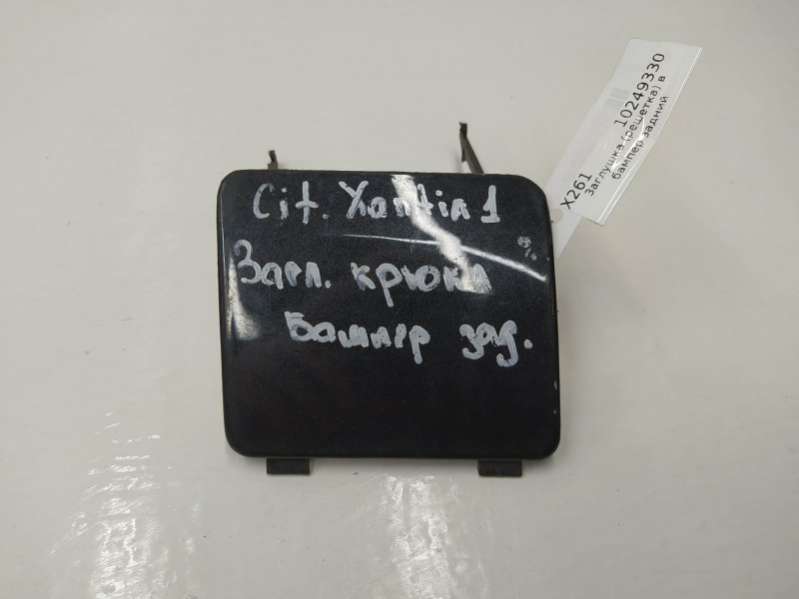 Cit. Xantia 1
Загл. крюка
Бампер зад.
X261
10249330
Заглушка (решетка) в
бампер задний